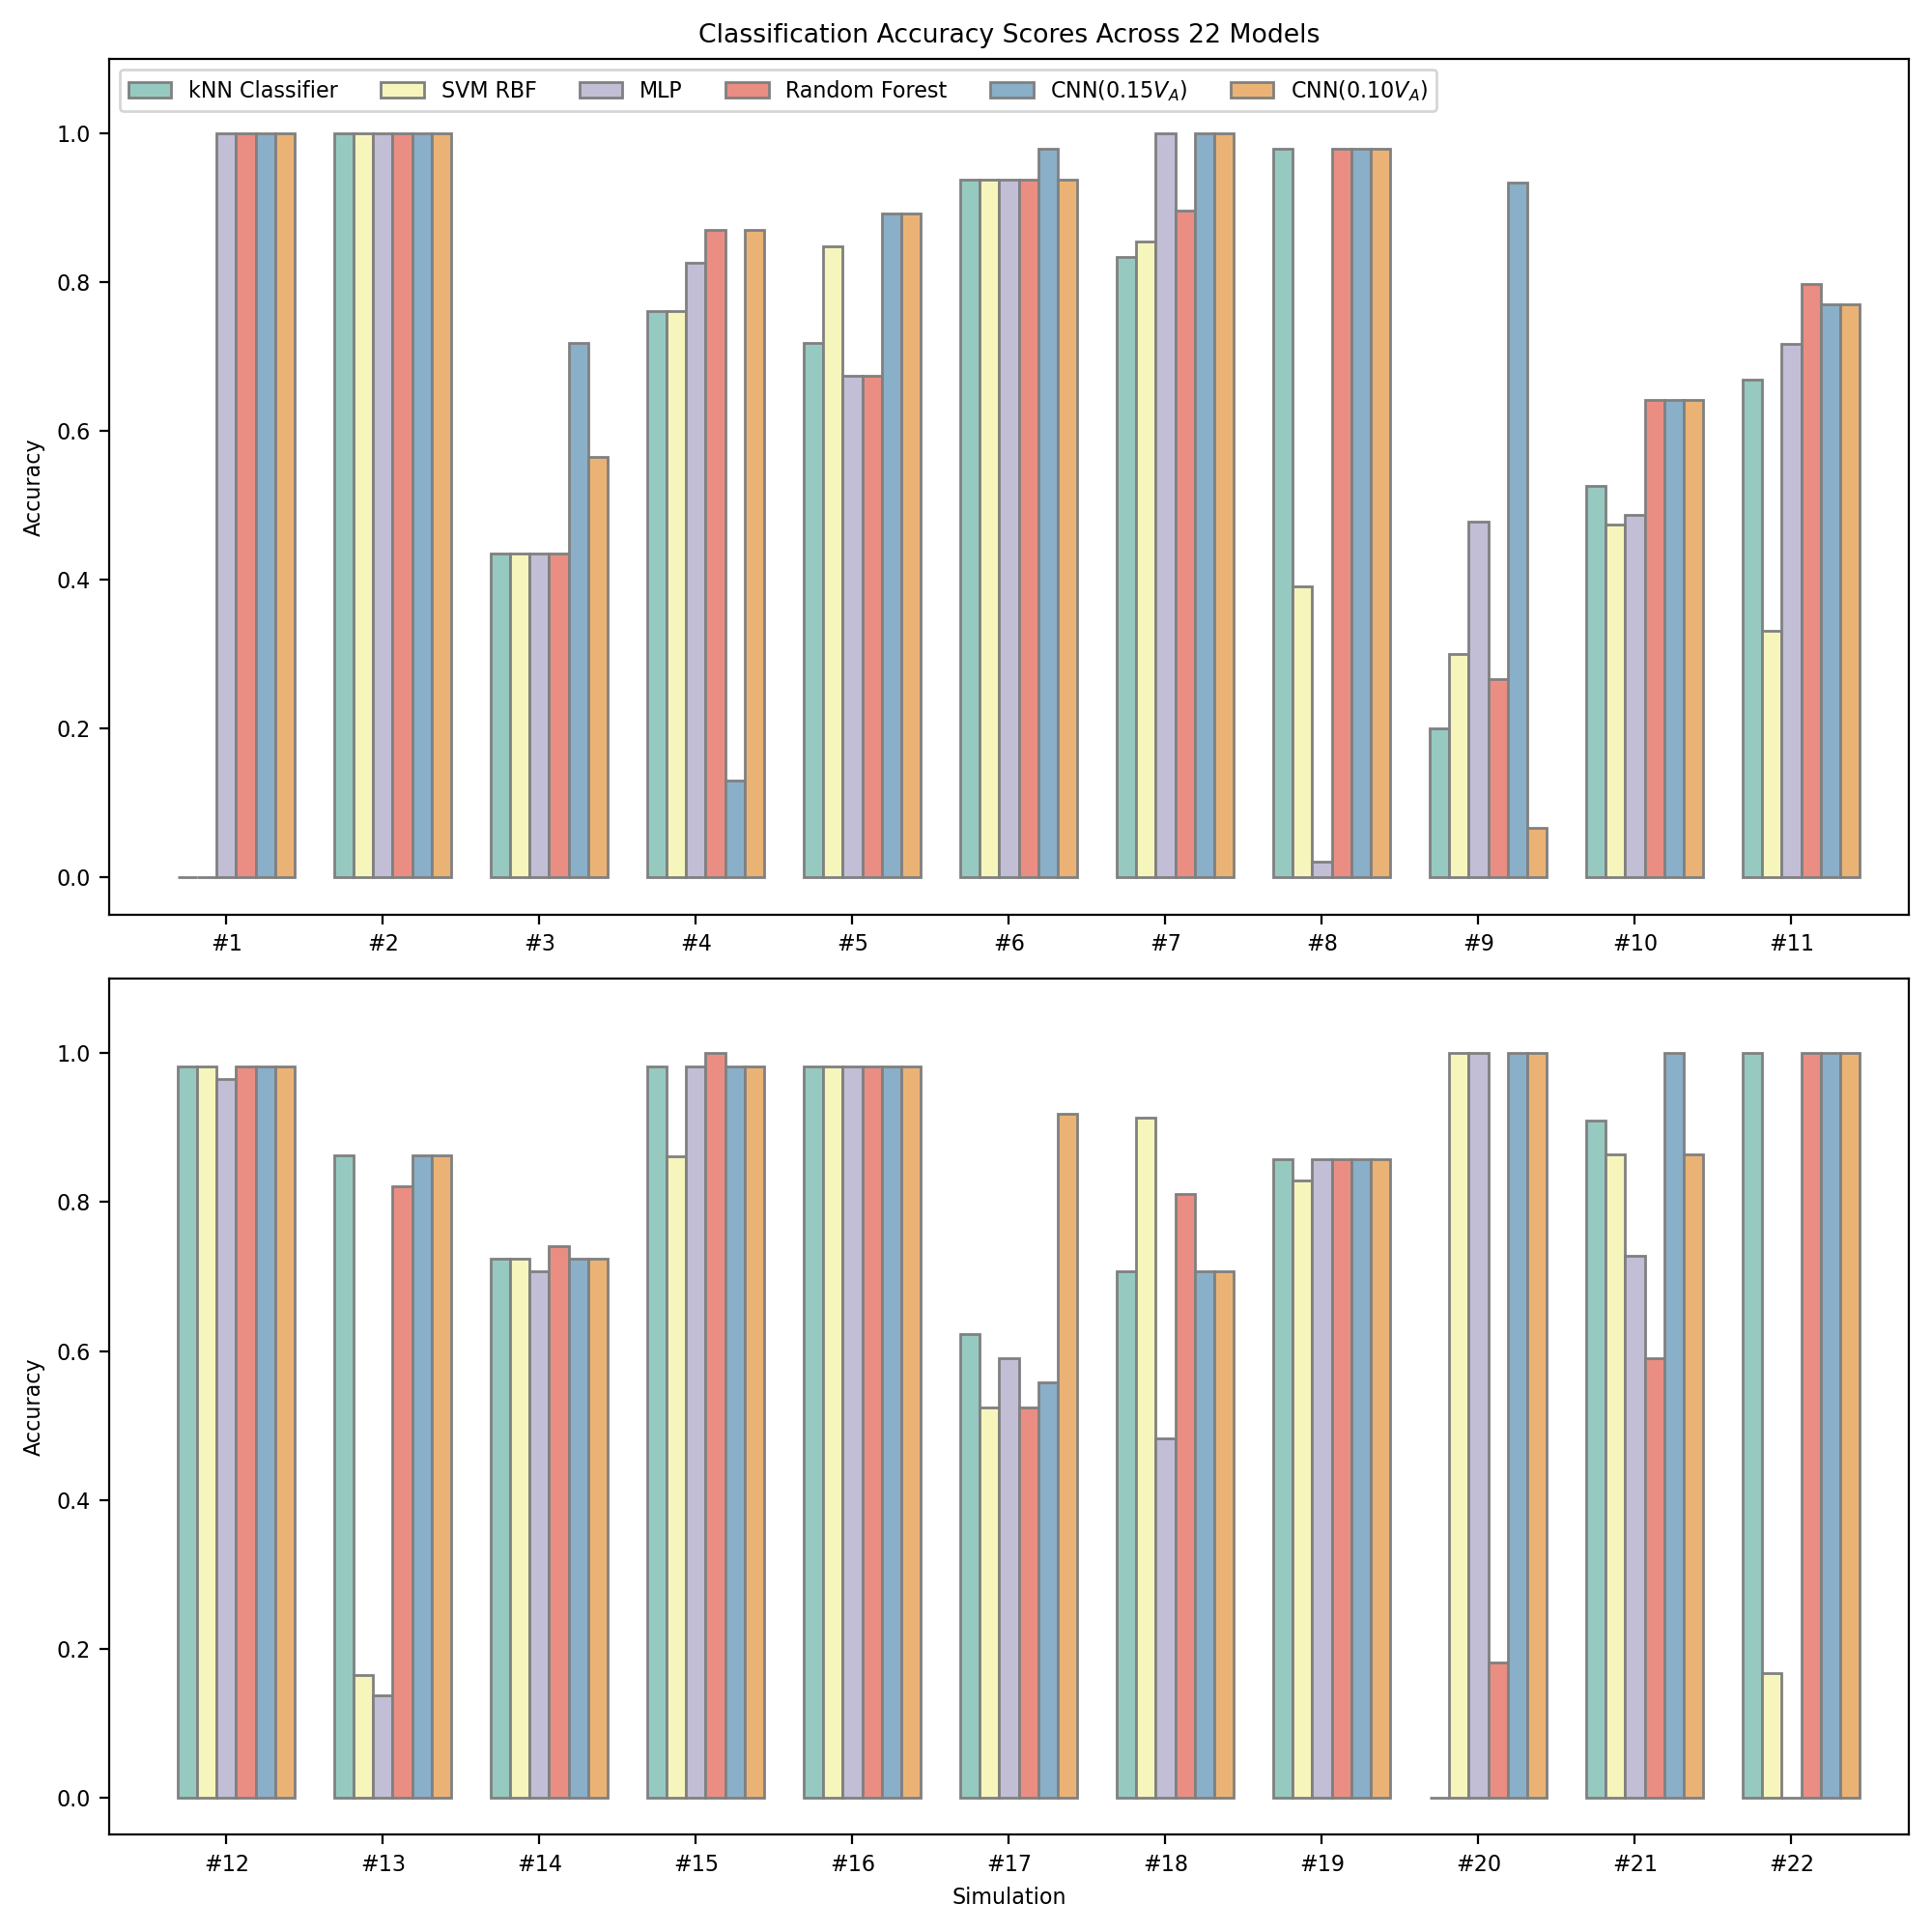 Classification Accuracy Scores Across 22 Models
kNN Classifier SVM RBF MLP Random Forest CNN(0.15V_A) CNN(0.10V_A)
1.0
0.8
0.6
0.4
0.2
0.0
Accuracy
#1 #2 #3 #4 #5 #6 #7 #8 #9 #10 #11
1.0
0.8
0.6
0.4
0.2
0.0
Accuracy
#12 #13 #14 #15 #16 #17 #18 #19 #20 #21 #22
Simulation